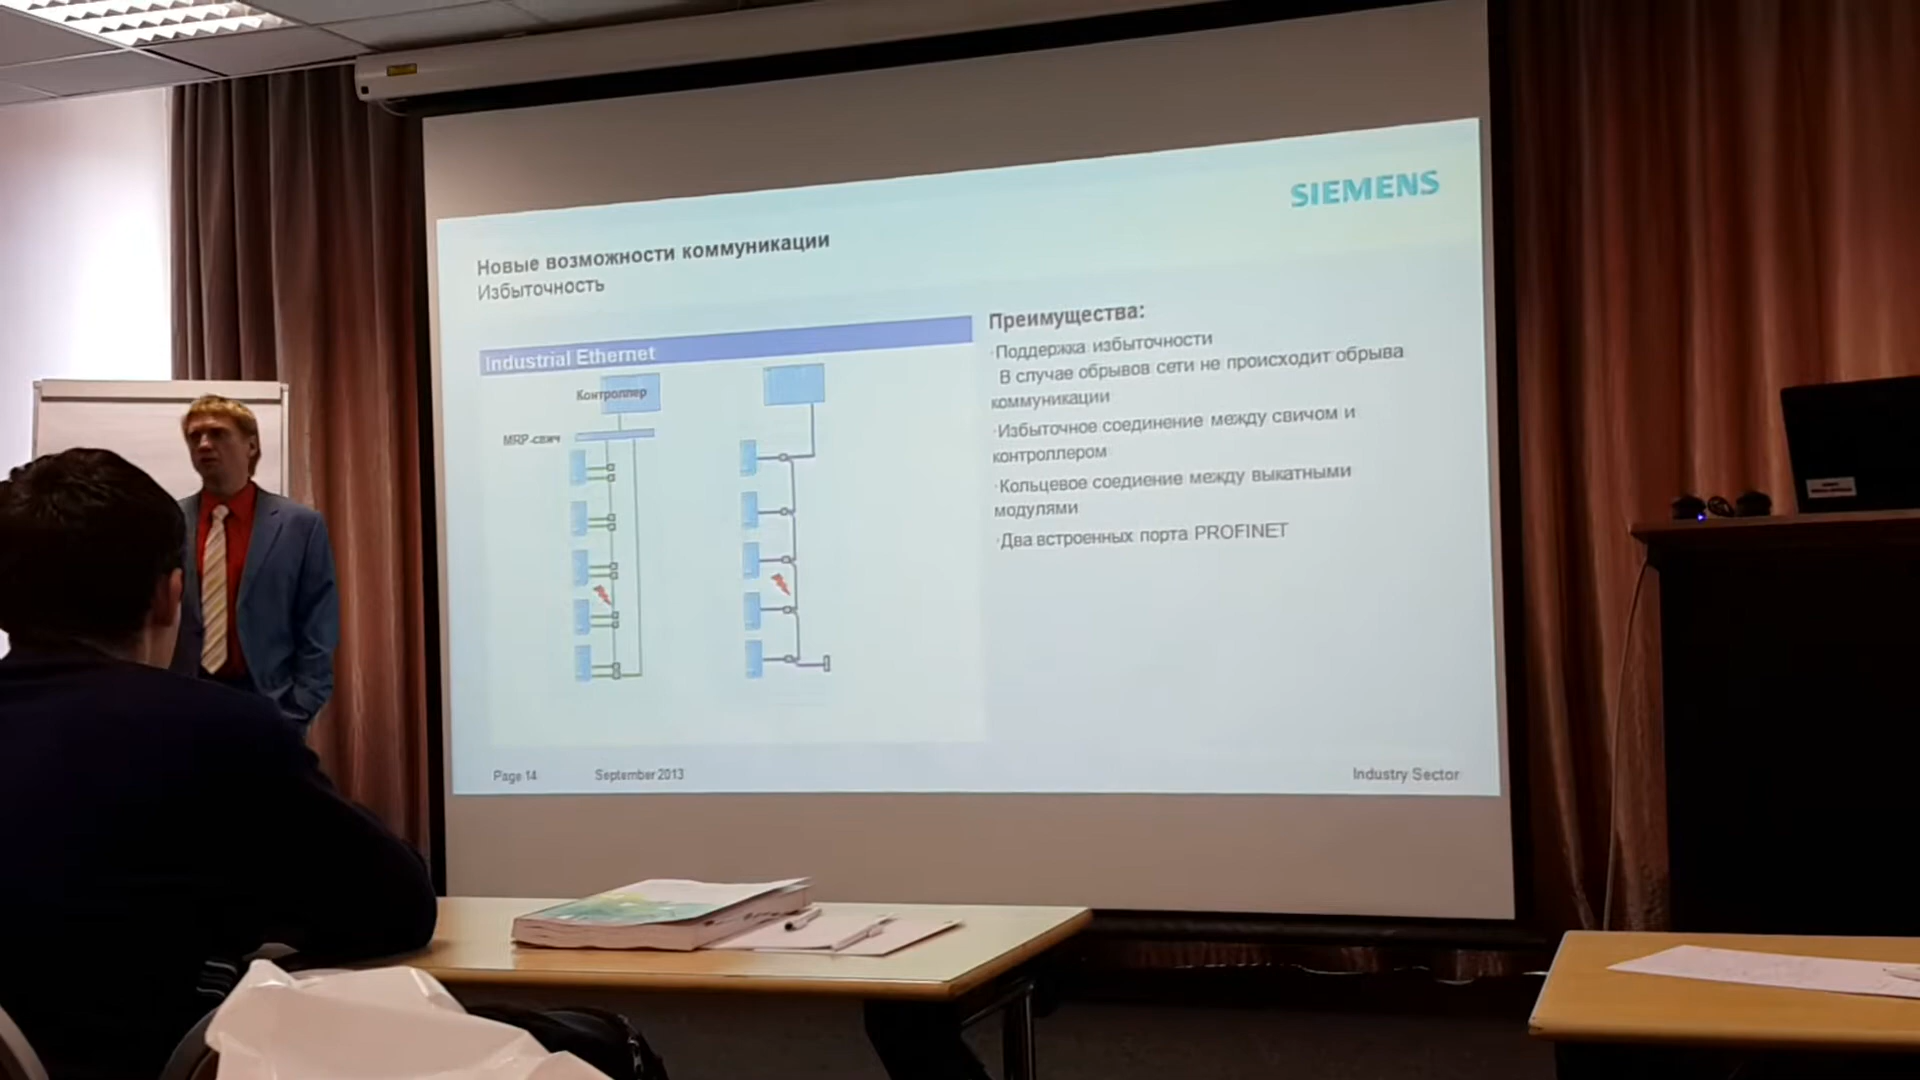 SIEMENS
Новые возможности коммуникации
Избыточность
Industrial Ethernet
Контроллер
MRP-свич
Преимущества:
·Поддержка избыточности
В случае обрывов сети не происходит обрыва
коммуникации
·Избыточное соединение между свичом и
контроллером
·Кольцевое соедиение между выкатными
модулями
·Два встроенных порта PROFINET
Page 14
September 2013
Industry Sector